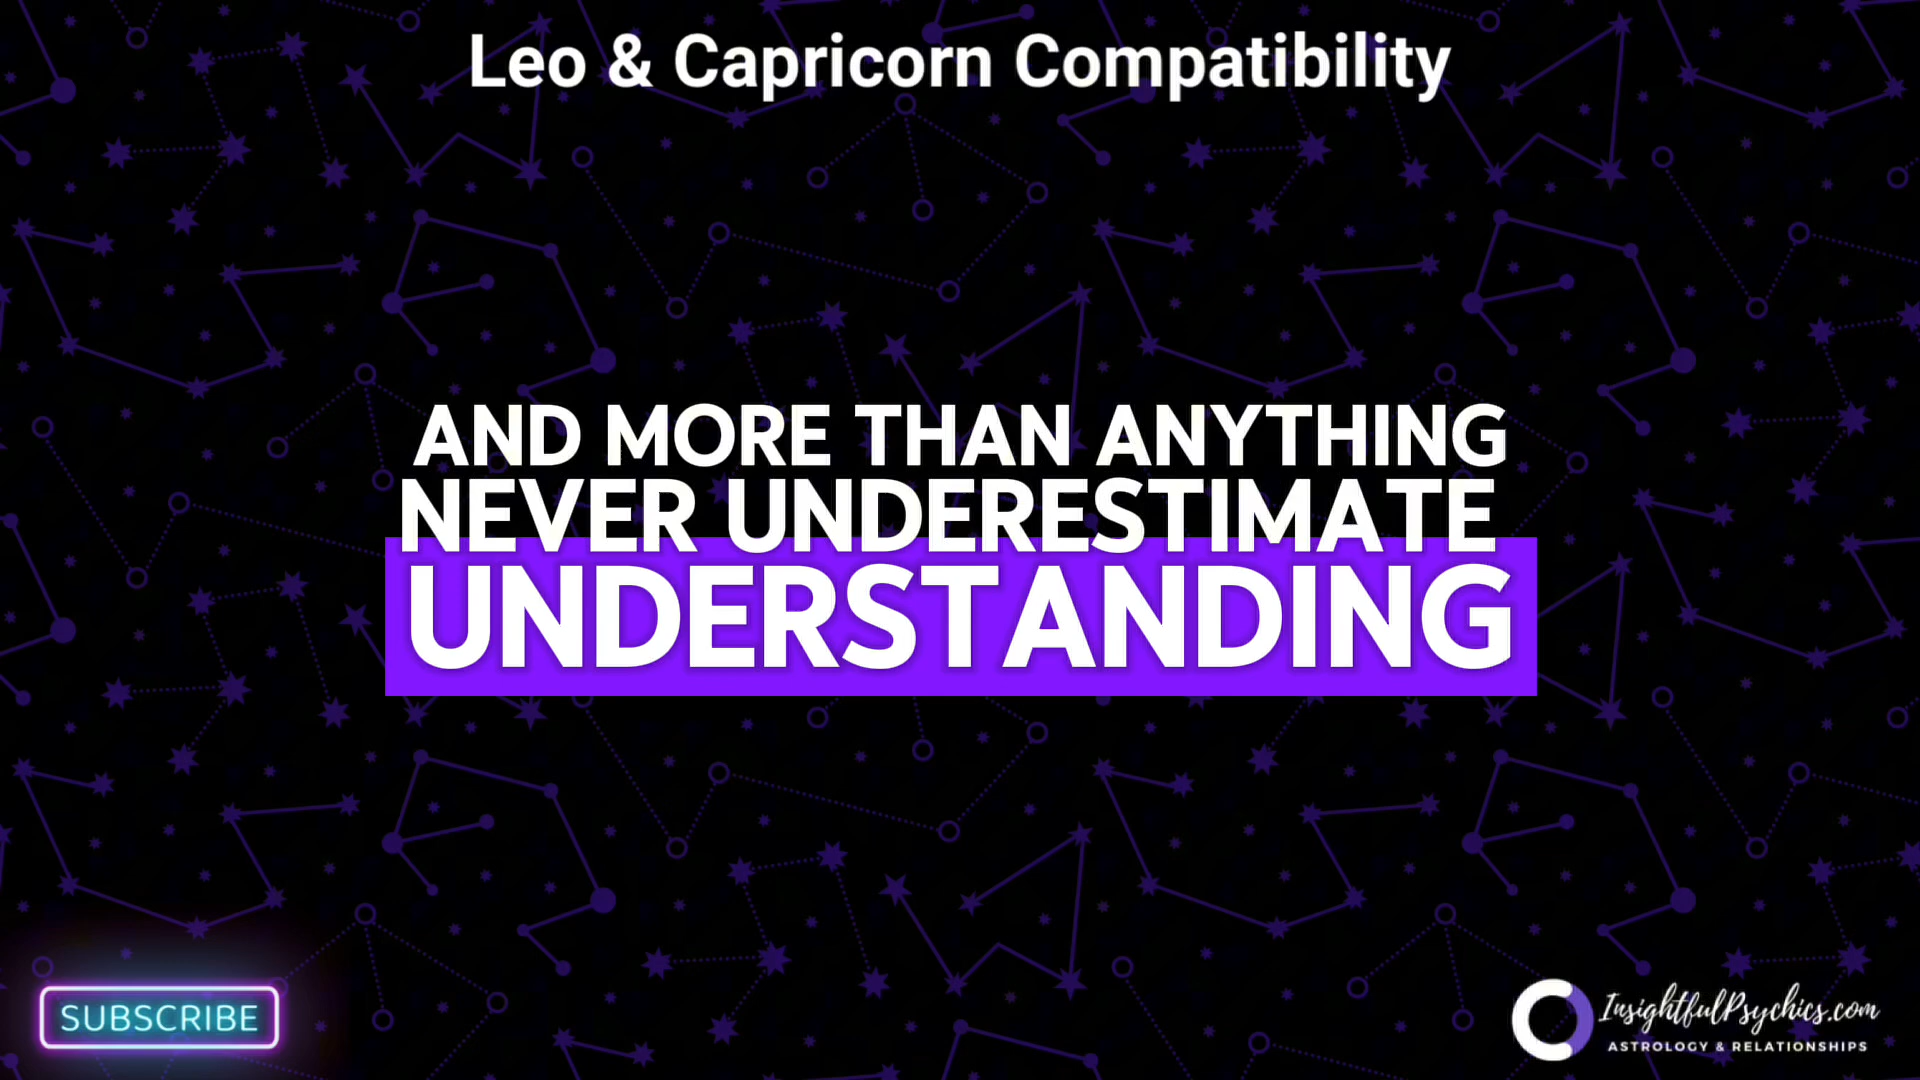 Leo & Capricorn Compatibility
AND MORE THAN ANYTHING
NEVER UNDERESTIMATE
UNDERSTANDING
SUBSCRIBE
InsightfulPsychics.com
ASTROLOGY & RELATIONSHIPS